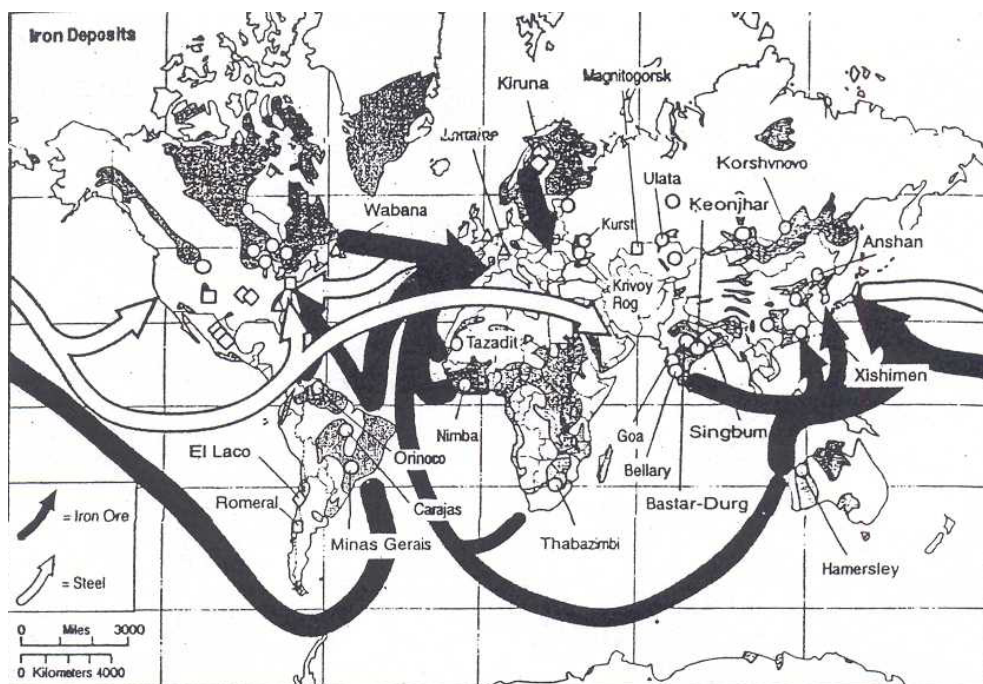 Iron Deposits
Kiruna
Magnitogorsk
Lorraine
Korshynovo
Ulata
Keonjhar
Wabana
Kurst
Anshan
Krivoy
Rog
Tazadit
Xishimen
Nimba
Goa
Singbum
El Laco
Orinoco
Bellary
Romeral
Carajas
Bastar-Durg
= Iron Ore
Minas Gerais
Thabazimbi
Hamersley
= Steel
0 Miles 3000
0 Kilometers 4000